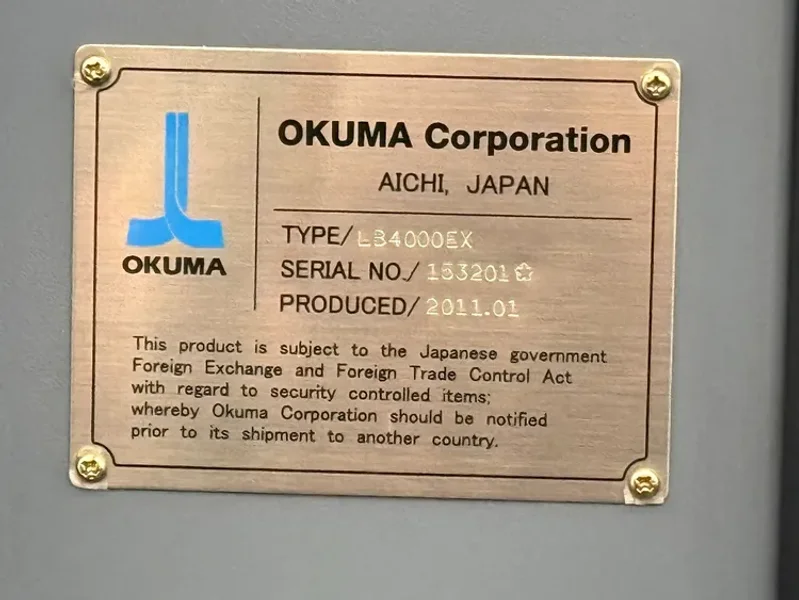 OKUMA
OKUMA Corporation
AICHI, JAPAN
TYPE/LB4000EX
SERIAL NO./153201☆
PRODUCED/2011.01
This product is subject to the Japanese government
Foreign Exchange and Foreign Trade Control Act
with regard to security controlled items;
whereby Okuma Corporation should be notified
prior to its shipment to another country.